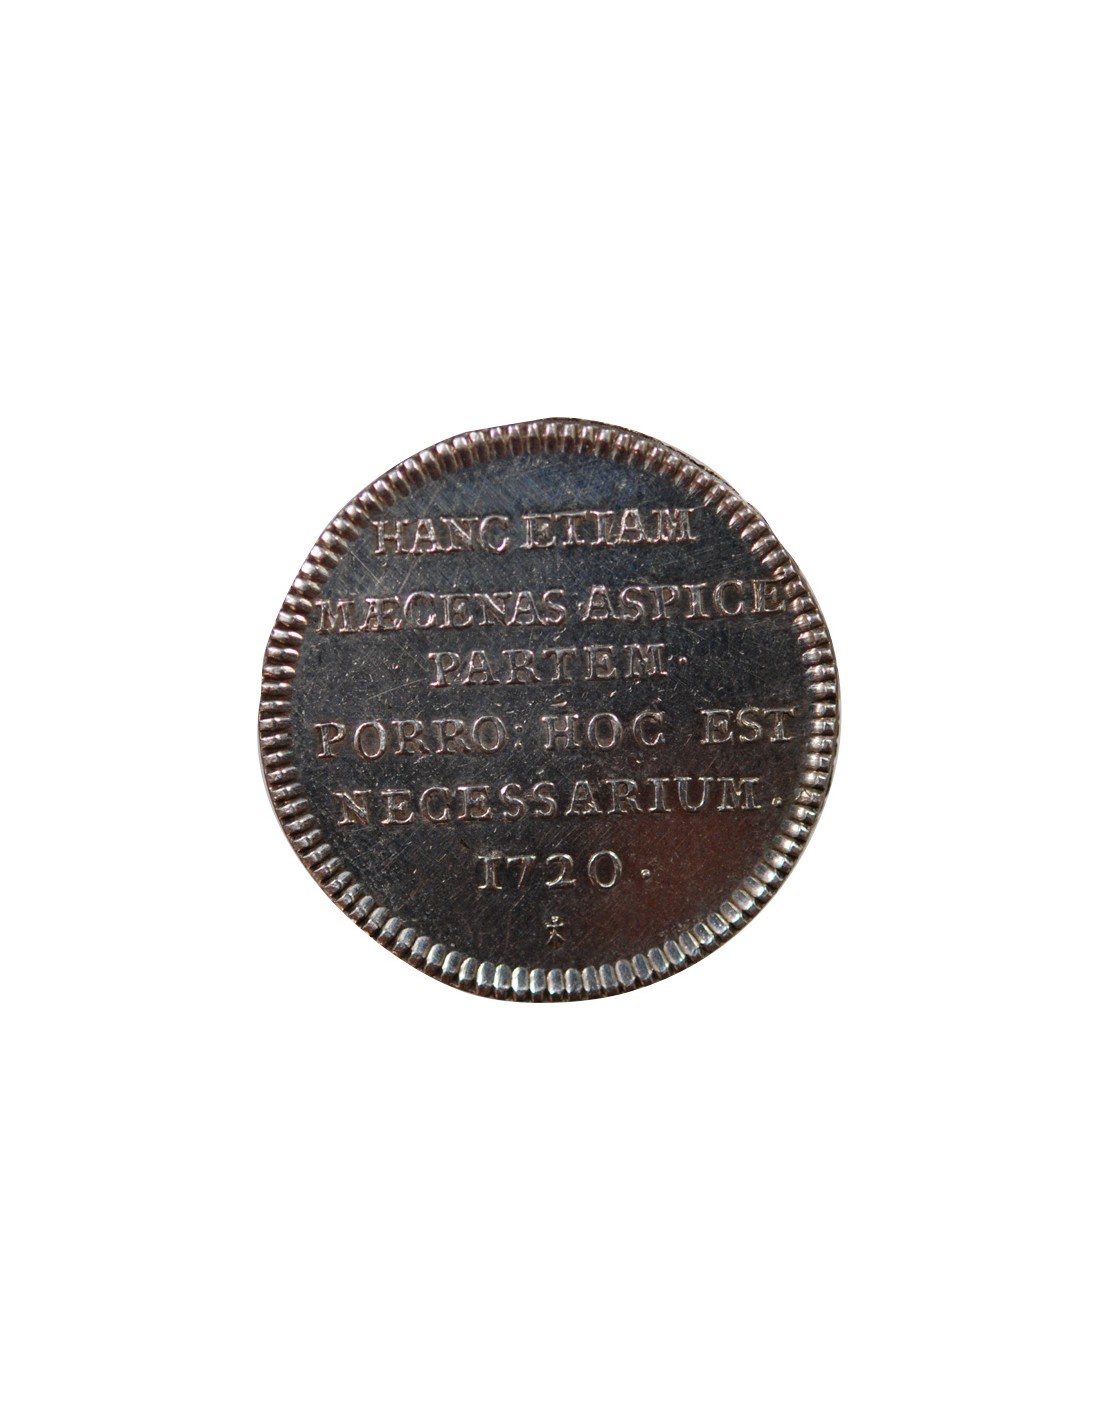 HANC ETIAM
MÆCENAS ASPICE
PARTEM.
PORRO: HOC EST
NECESSARIUM.
1720.